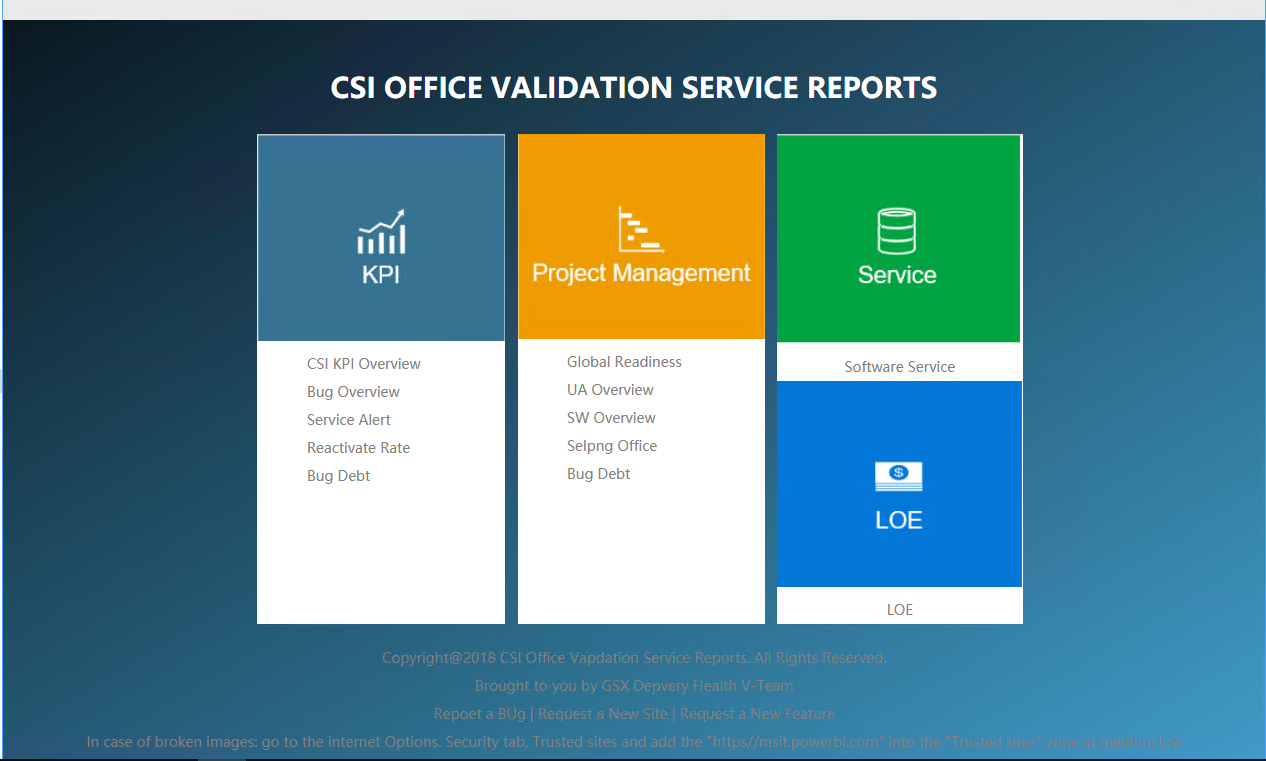 CSI OFFICE VALIDATION SERVICE REPORTS
KPI
CSI KPI Overview
Bug Overview
Service Alert
Reactivate Rate
Bug Debt
Project Management
Global Readiness
UA Overview
SW Overview
Selpng Office
Bug Debt
Service
Software Service
LOE
LOE
Copyright@2018 CSI Office Vapdation Service Reports. All Rights Reserved.
Brought to you by GSX Depvery Health V-Team
Repoet a BUg | Request a New SIte | Request a New Feature
In case of broken images: go to the internet Options. Security tab, Trusted sites and add the "https//msit.powerbl.com" into the "Trusted sites" zone at medium.low